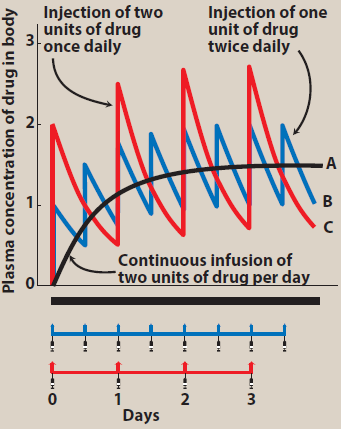 Injection of two
units of drug
once daily
Injection of one
unit of drug
twice daily
Plasma concentration of drug in body
3
2
1
0
A
B
C
Continuous infusion of
two units of drug per day
0 1 2 3
Days